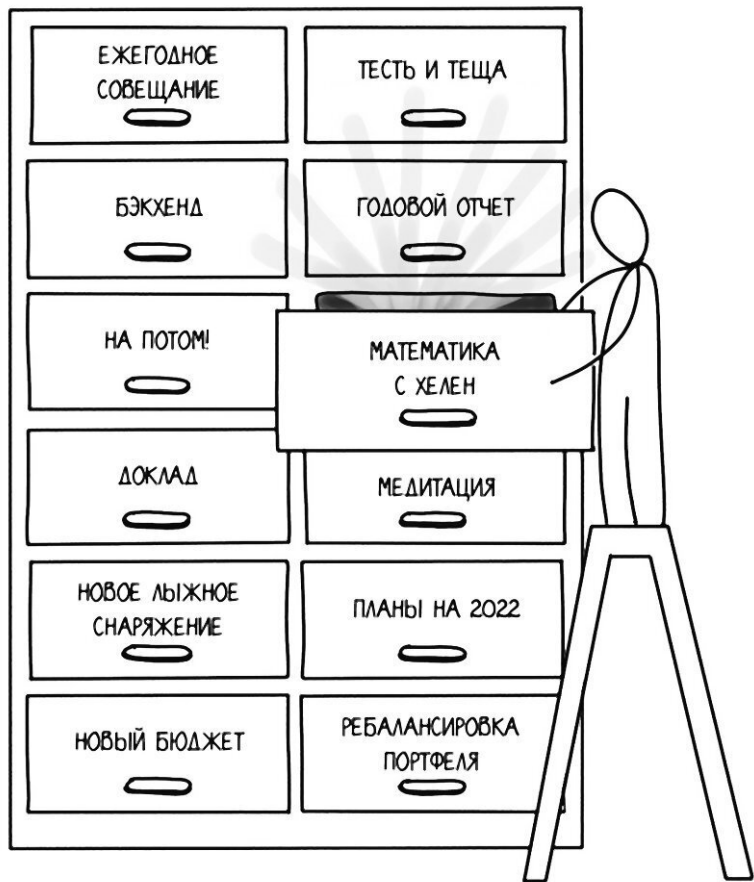 ЕЖЕГОДНОЕ
СОВЕЩАНИЕ
ТЕСТЬ И ТЕЩА
БЭКХЕНД
ГОДОВОЙ ОТЧЕТ
НА ПОТОМ!
МАТЕМАТИКА
С ХЕЛЕН
ДОКЛАД
МЕДИТАЦИЯ
НОВОЕ ЛЫЖНОЕ
СНАРЯЖЕНИЕ
ПЛАНЫ НА 2022
НОВЫЙ БЮДЖЕТ
РЕБАЛАНСИРОВКА
ПОРТФЕЛЯ